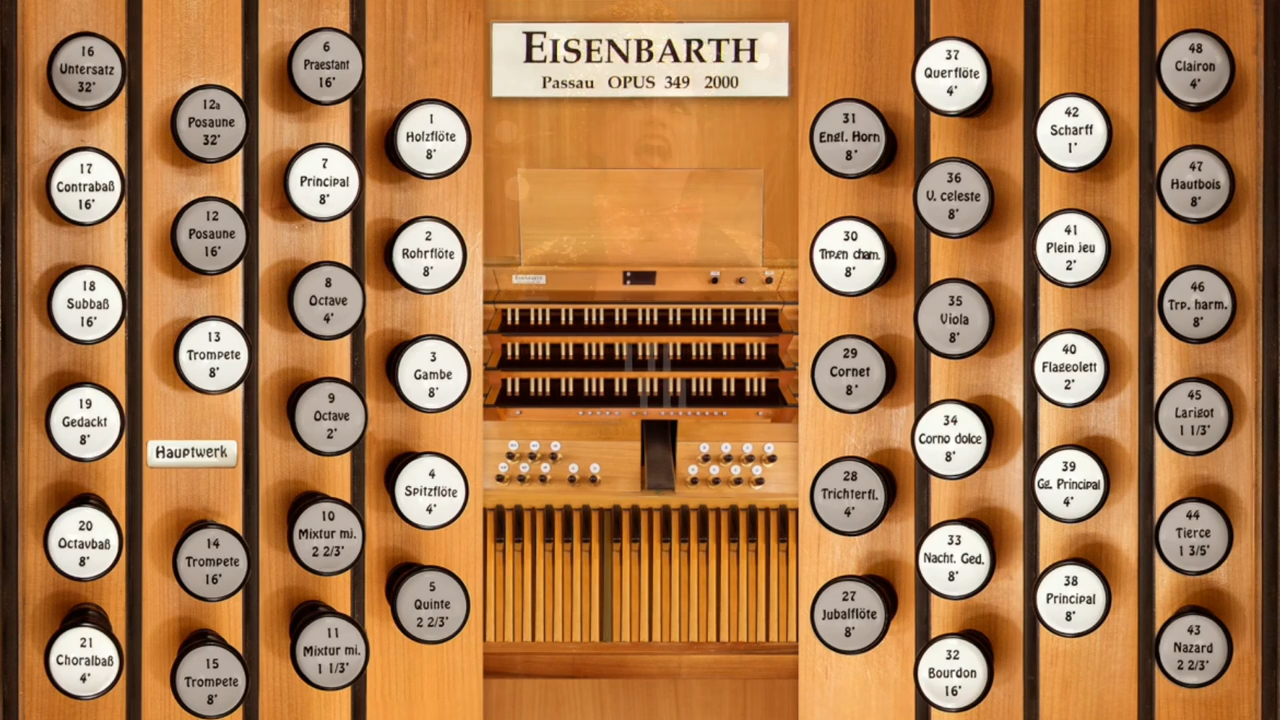 EISENBARTH
Passau OPUS 349 2000
16
Untersatz
32'
17
Contrabaß
16'
18
Subbaß
16'
19
Gedackt
8'
20
Octavbaß
8'
21
Choralbaß
4'
12a
Posaune
32'
12
Posaune
16'
13
Trompete
8'
Hauptwerk
14
Trompete
16'
15
Trompete
8'
6
Praestant
16'
7
Principal
8'
8
Octave
4'
9
Octave
2'
10
Mixtur mj.
2 2/3'
11
Mixtur mi.
1 1/3'
1
Holzflöte
8'
2
Rohrflöte
8'
3
Gambe
8'
4
Spitzflöte
8'
5
Quinte
2 2/3'
EISENBARTH
31
Engl. Horn
8'
30
Trp.en cham.
8'
29
Cornet
8'
28
Trichterfl.
4'
27
Jubalflöte
8'
37
Querflöte
4'
36
V. celeste
8'
35
Viola
8'
34
Corno dolce
8'
33
Nacht. Ged.
8'
32
Bourdon
16'
42
Scharff
1'
41
Plein jeu
2'
40
Flageolett
2'
39
Gg. Principal
4'
38
Principal
8'
48
Clairon
4'
47
Hautbois
8'
46
Trp. harm.
8'
45
Larigot
1 1/3'
44
Tierce
1 3/5'
43
Nazard
2 2/3'